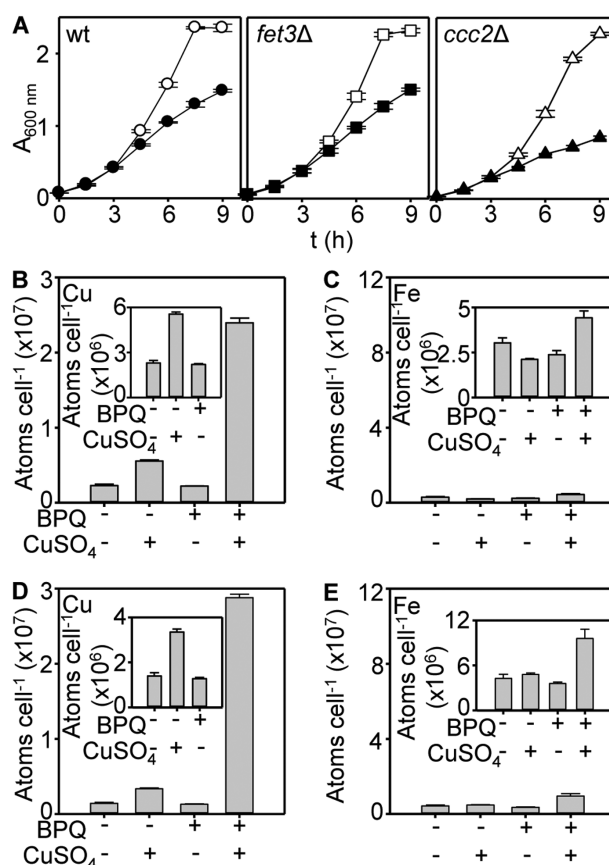 A wt fet3Δ ccc2Δ
2
1
0
A600 nm
0 3 6 9 0 3 6 9 0 3 6 9
t (h)
B Cu
3
2
1
0
Atoms cell-1 (x10⁷)
6
3
0
Atoms cell-1
(x10⁶)
BPQ - - +
CuSO4 - + -
BPQ - - + +
CuSO4 - + - +
C Fe
12
8
4
0
Atoms cell-1 (x10⁷)
5
2.5
0
Atoms cell-1
(x10⁶)
BPQ - - + +
CuSO4 - + - +
BPQ - - + +
CuSO4 - + - +
D Cu
3
2
1
0
Atoms cell-1 (x10⁷)
4
2
0
Atoms cell-1
(x10⁶)
BPQ - - +
CuSO4 - + -
BPQ - - + +
CuSO4 - + - +
E Fe
12
8
4
0
Atoms cell-1 (x10⁷)
12
6
0
Atoms cell-1
(x10⁶)
BPQ - - + +
CuSO4 - + - +
BPQ - - + +
CuSO4 - + - +